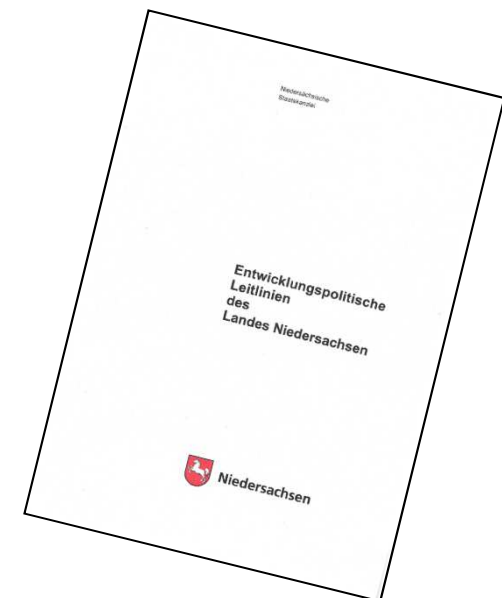 Niedersächsische
Staatskanzlei
Entwicklungspolitische
Leitlinien
des
Landes Niedersachsen
Niedersachsen